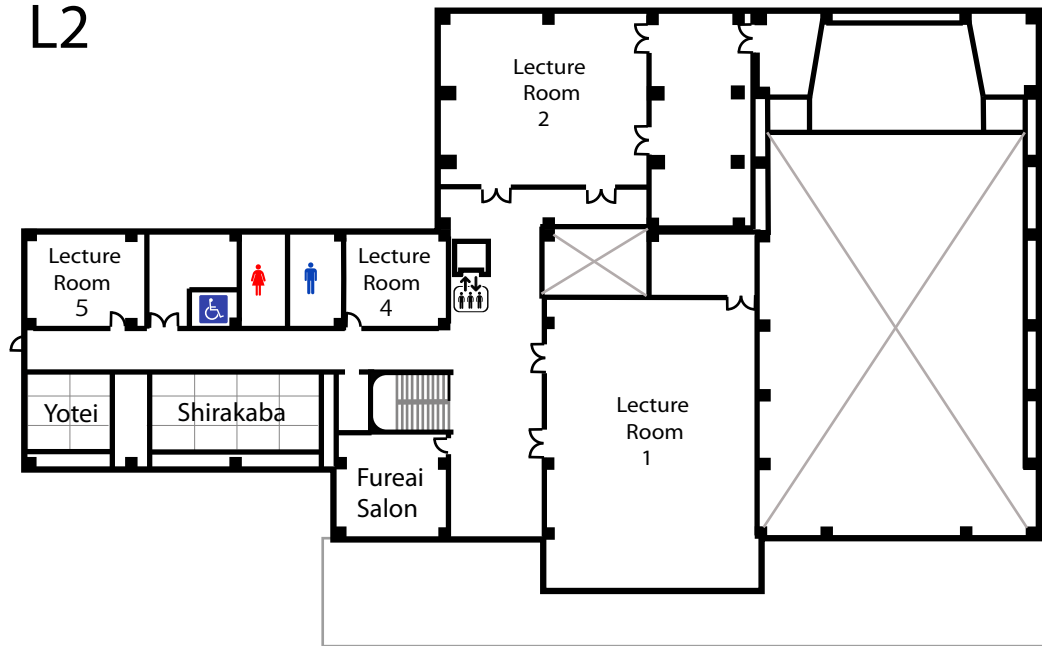 L2
Lecture
Room
2
Lecture
Room
5
Lecture
Room
4
Yotei
Shirakaba
Lecture
Room
1
Fureai
Salon